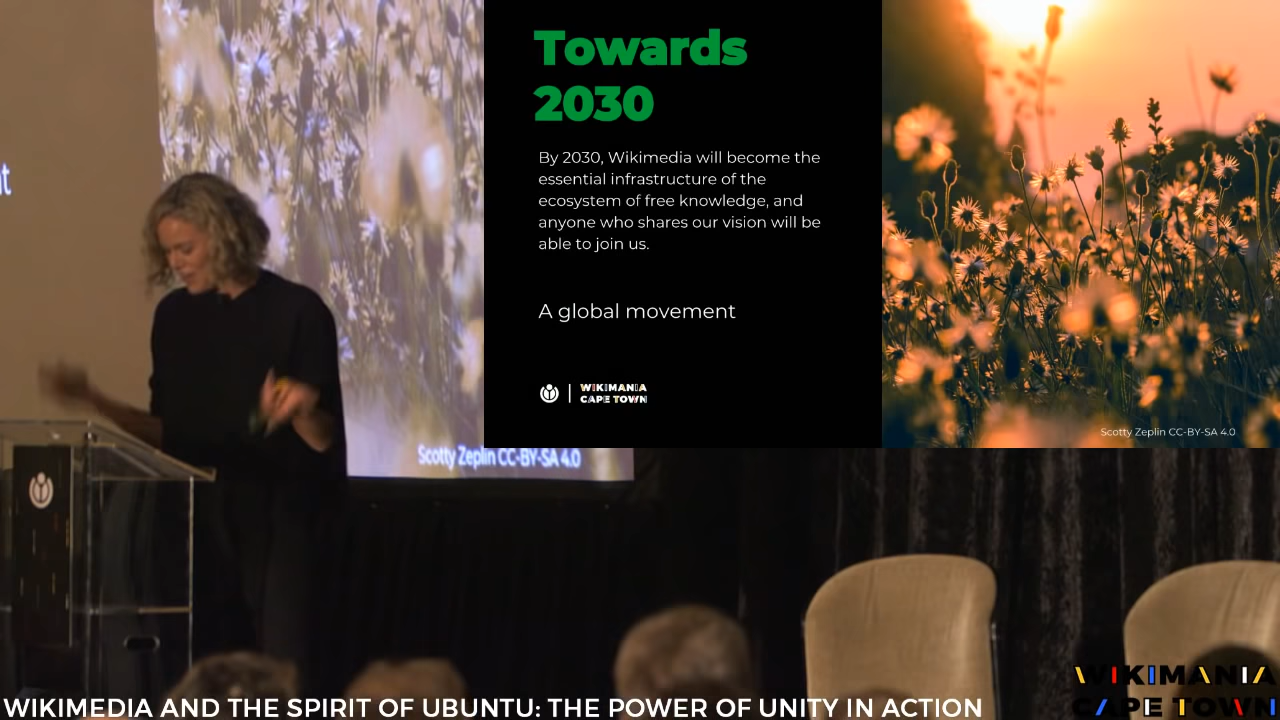 Towards
2030
By 2030, Wikimedia will become the
essential infrastructure of the
ecosystem of free knowledge, and
anyone who shares our vision will be
able to join us.
A global movement
WIKIMANIA
CAPE TOWN
Scotty Zeplin CC-BY-SA 4.0
Scotty Zeplin CC-BY-SA 4.0
WIKIMEDIA AND THE SPIRIT OF UBUNTU: THE POWER OF UNITY IN ACTION
WIKIMANIA
CAPE TOWN